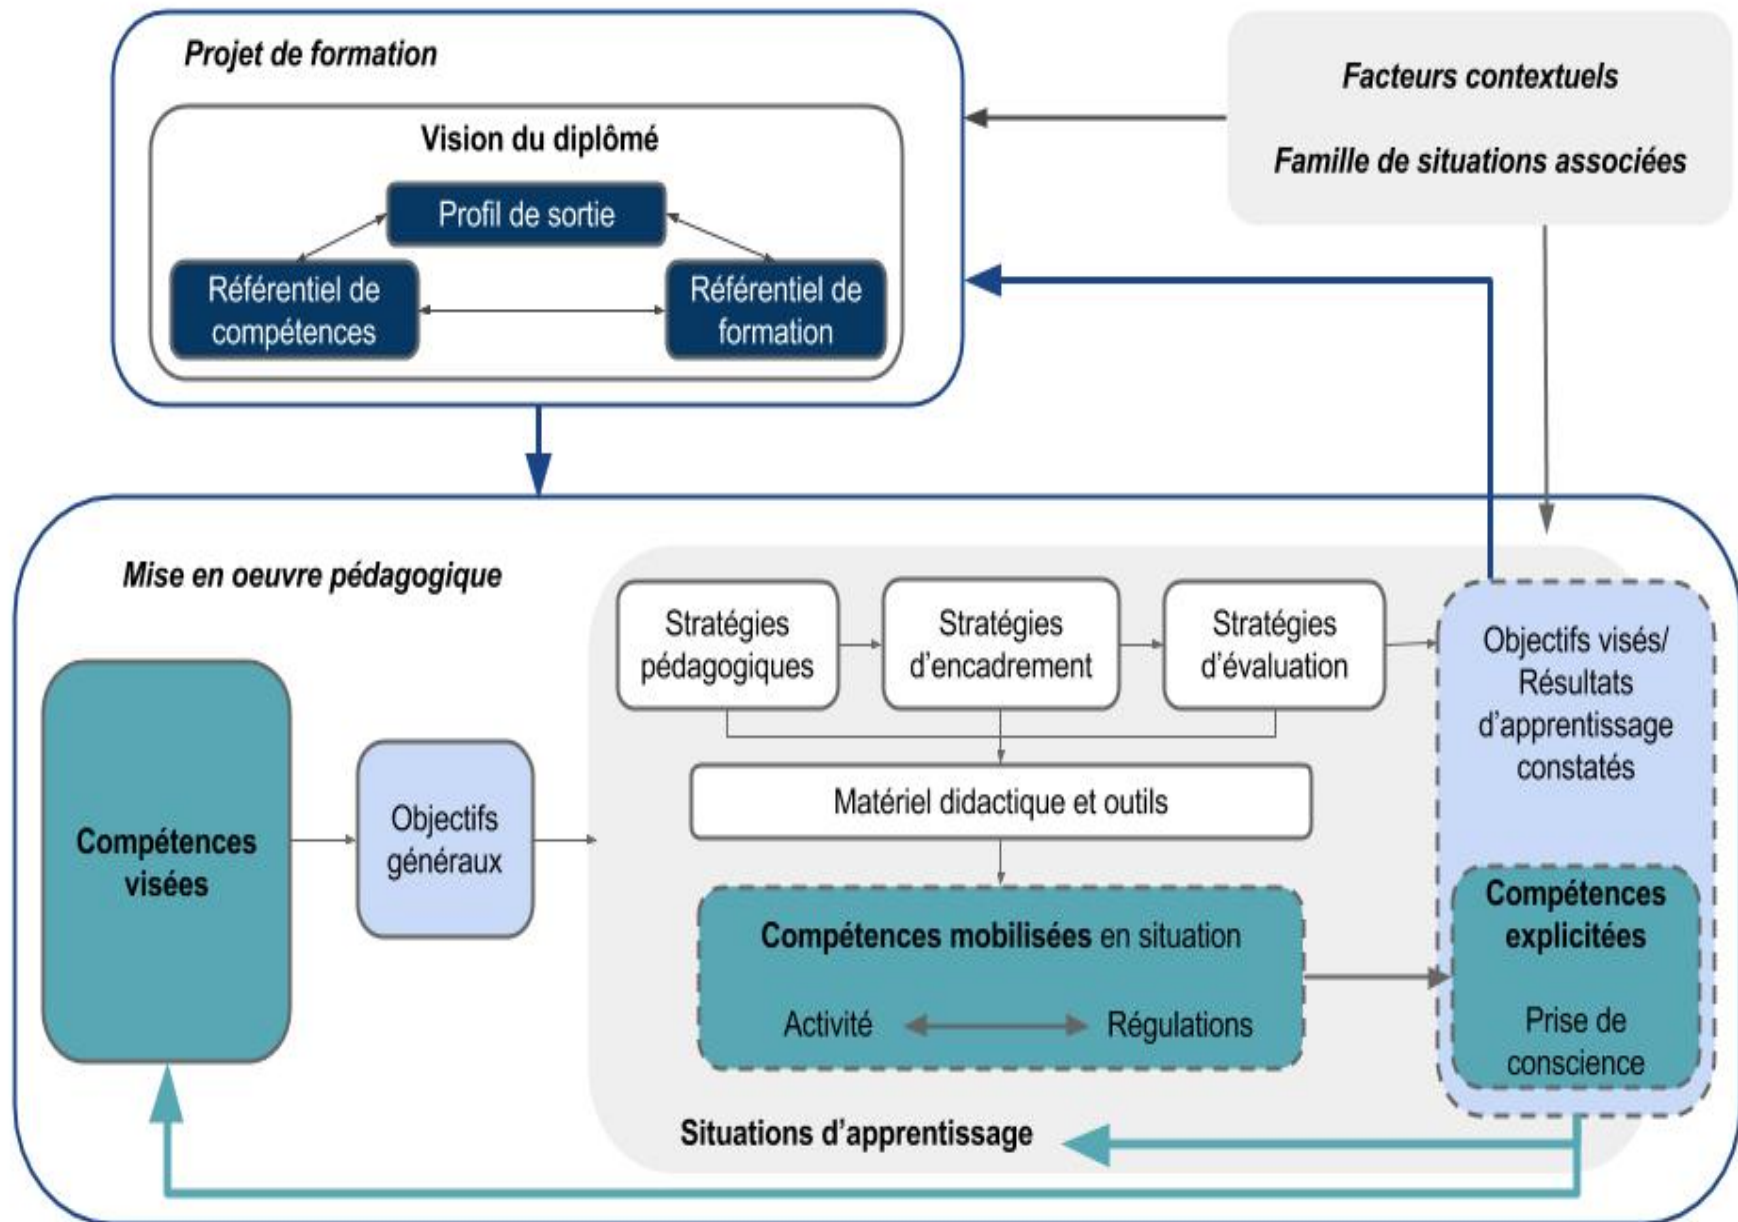 Projet de formation
Facteurs contextuels
Famille de situations associées
Vision du diplômé
Profil de sortie
Référentiel de
compétences
Référentiel de
formation
Mise en oeuvre pédagogique
Stratégies
pédagogiques
Stratégies
d'encadrement
Stratégies
d'évaluation
Objectifs visés/
Résultats
d'apprentissage
constatés
Compétences
visées
Objectifs
généraux
Matériel didactique et outils
Compétences mobilisées en situation
Activité
Régulations
Compétences
explicitées
Prise de
conscience
Situations d'apprentissage